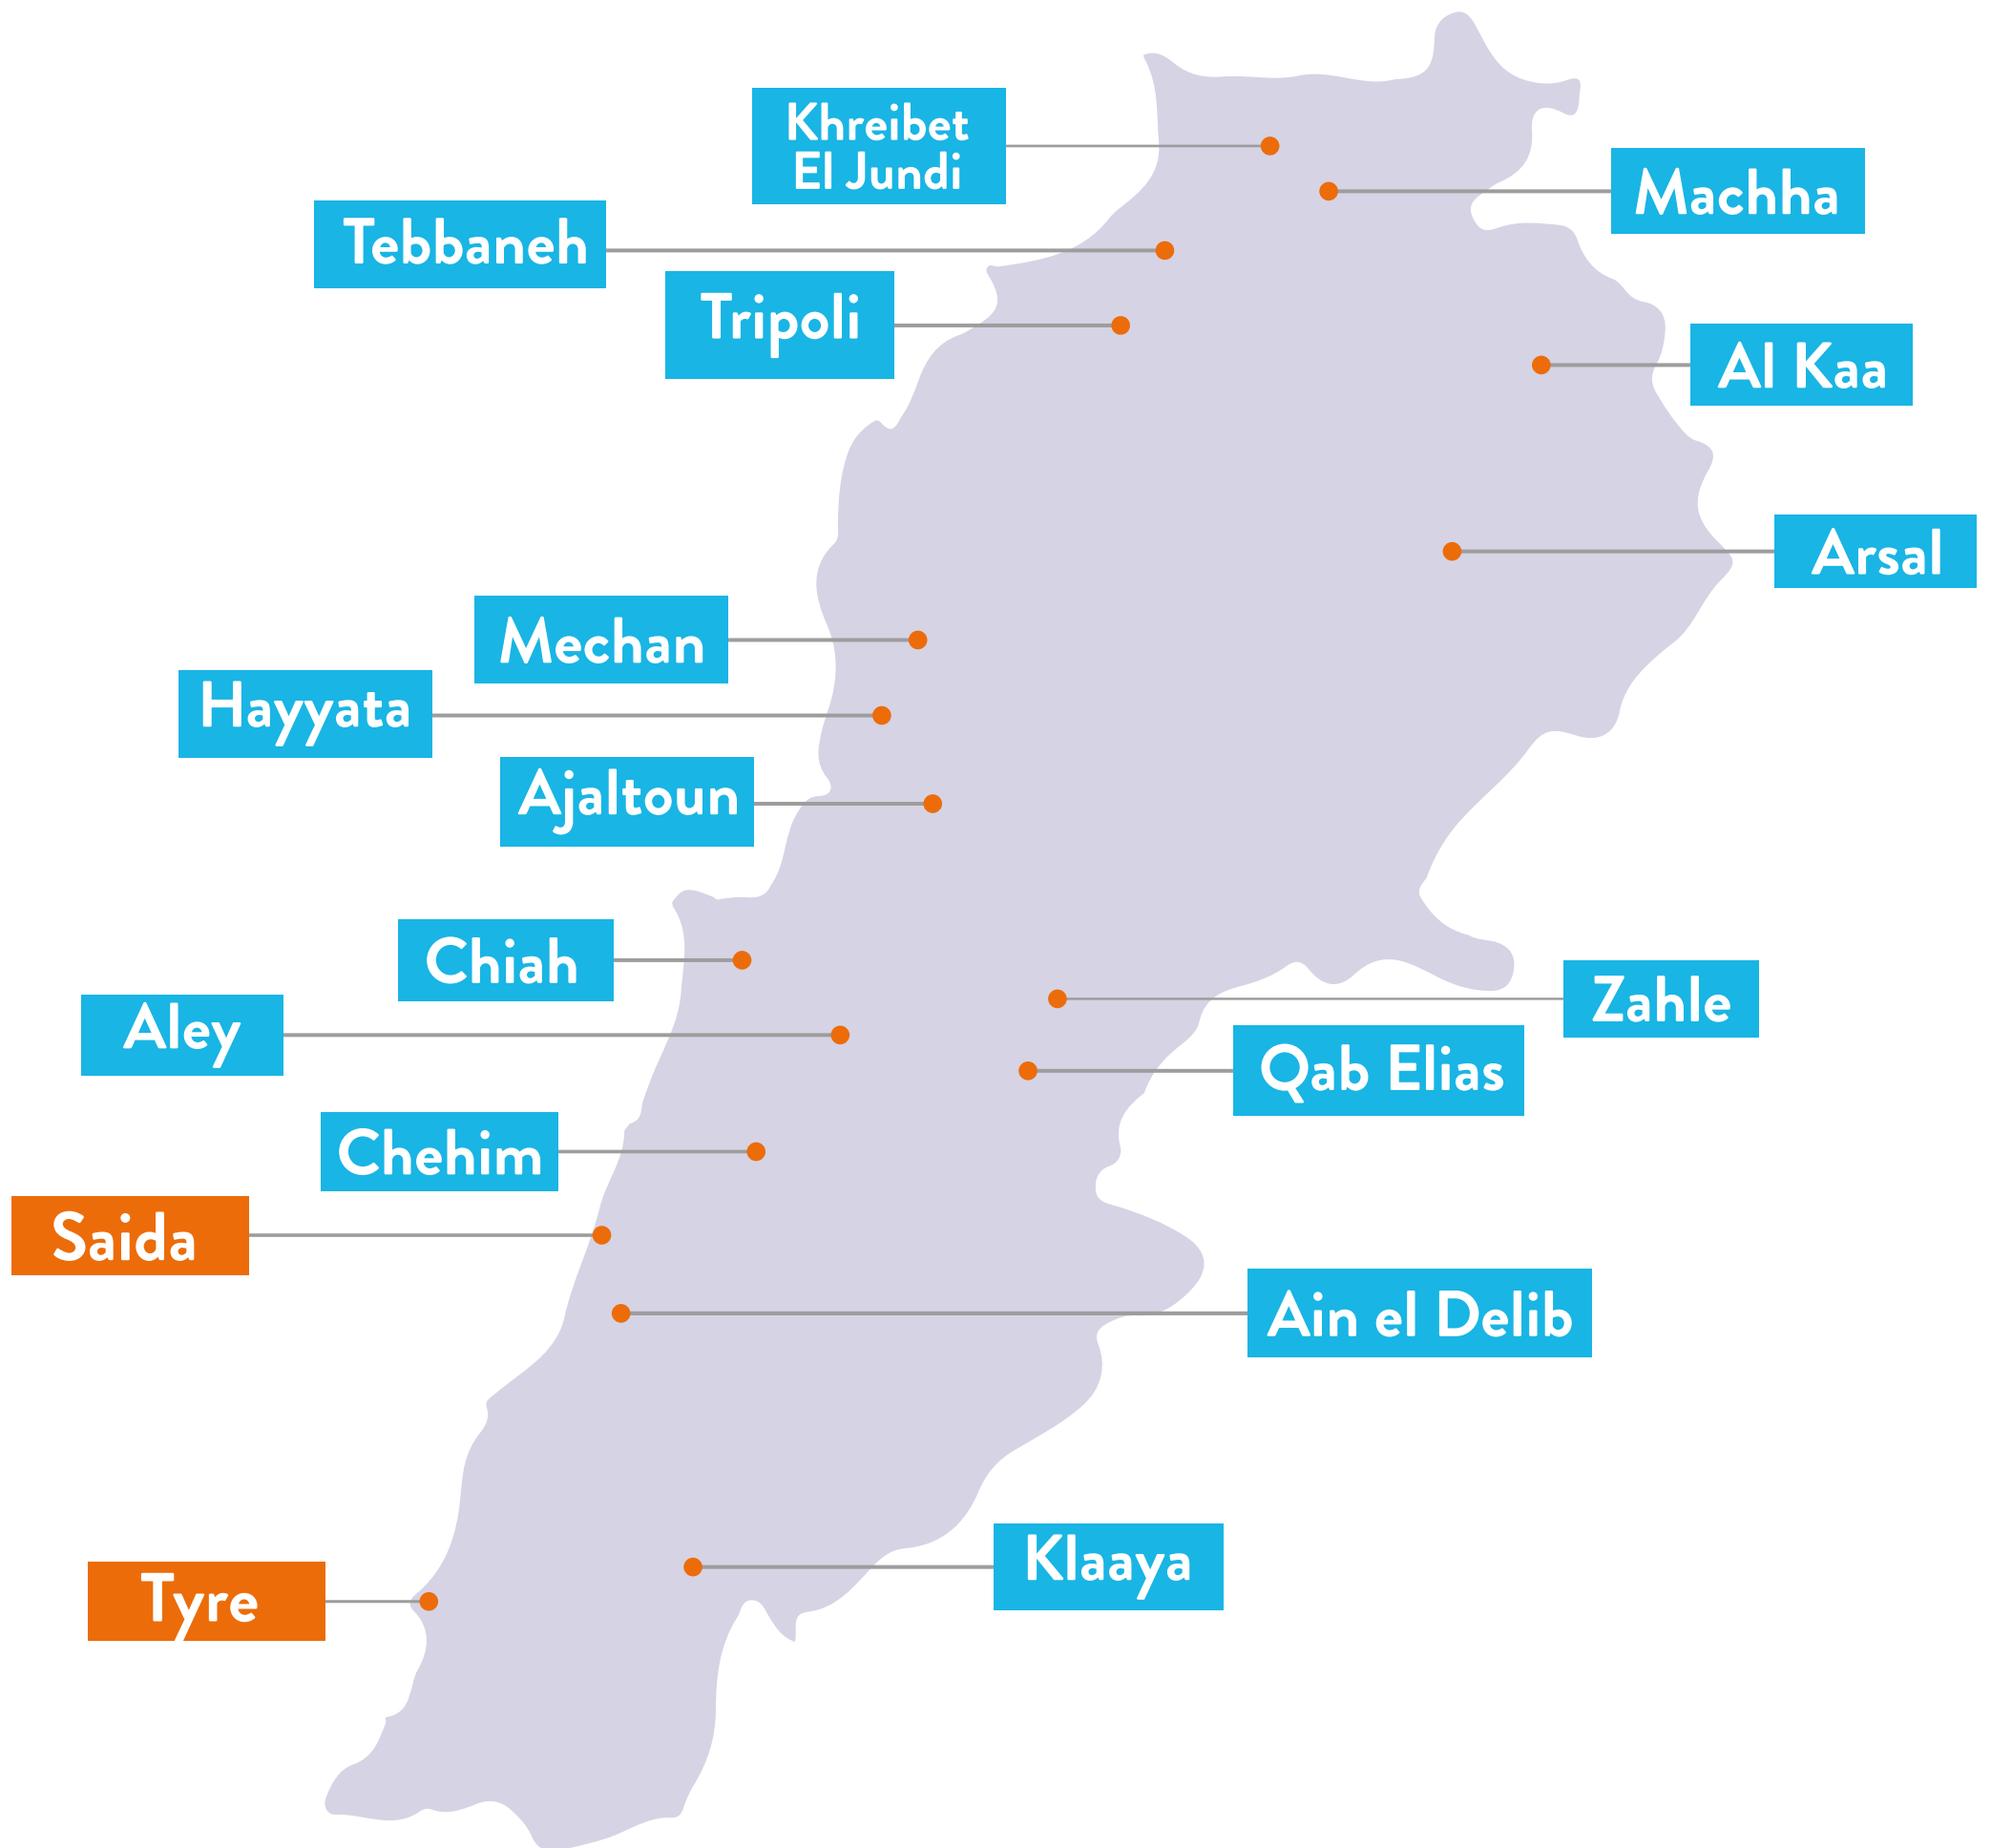 Khreibet
El Jundi
Machha
Tebbaneh
Tripoli
Al Kaa
Arsal
Mechan
Hayyata
Ajaltoun
Chiah
Zahle
Aley
Qab Elias
Chehim
Saida
Ain el Delib
Klaaya
Tyre